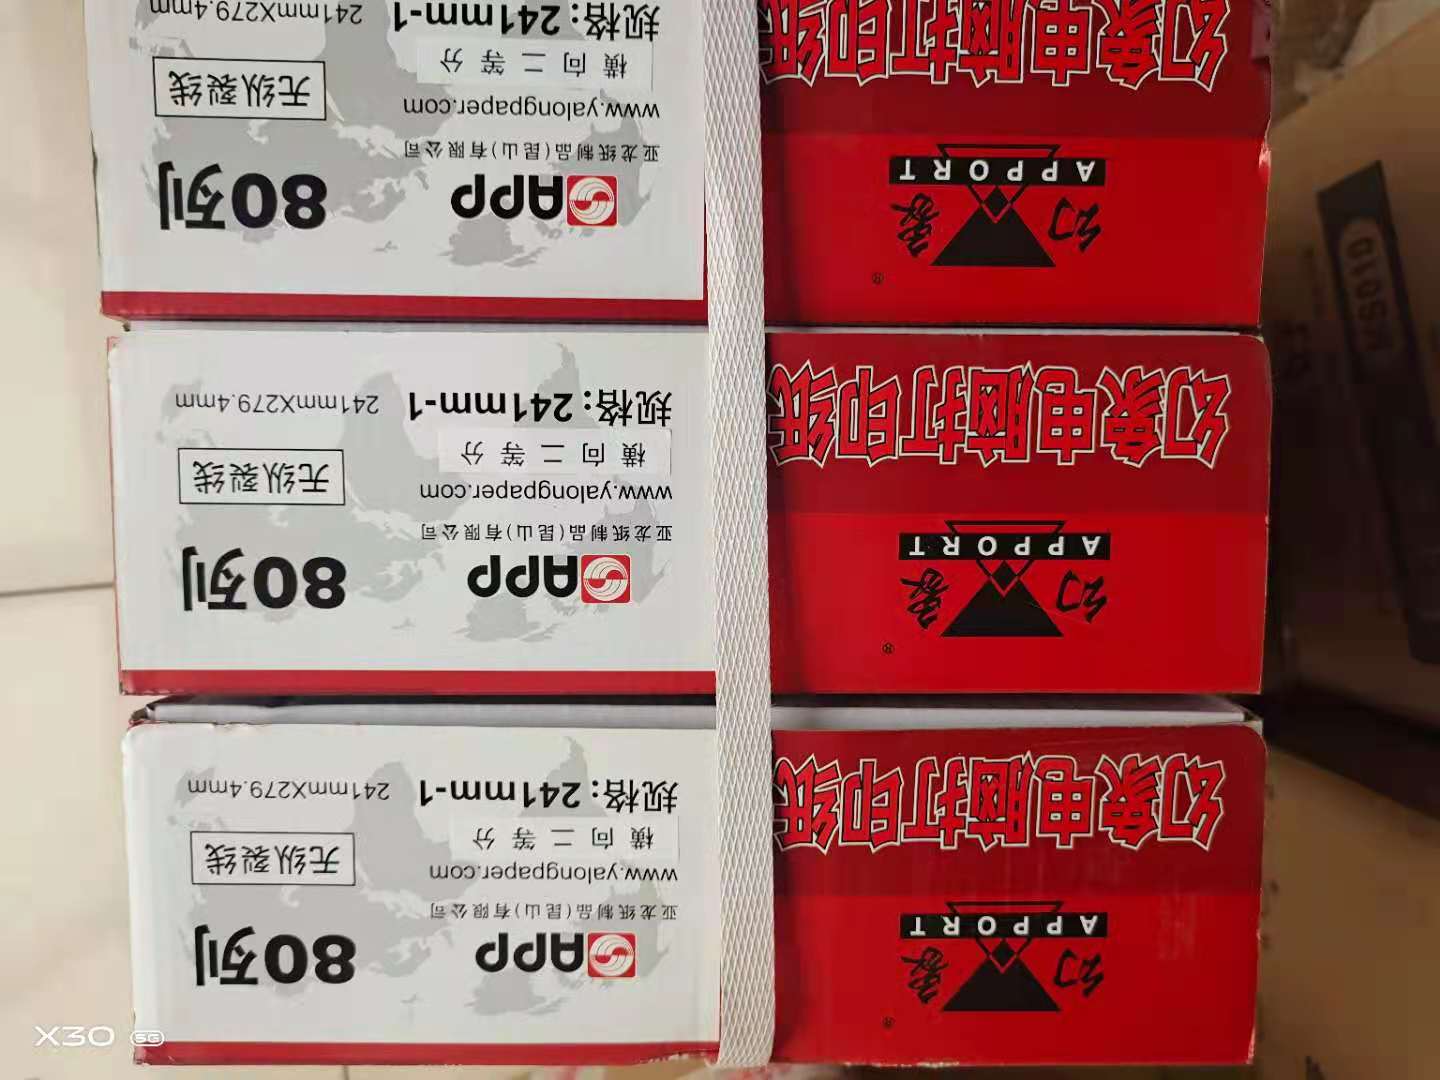 80列
APP
亚龙纸制品(昆山)有限公司
www.yalongpaper.com
无纵裂线
横向二等分
规格:241mm-1
241mmX279.4mm
幻象
APPORT
®
幻象电脑打印纸
80列
APP
亚龙纸制品(昆山)有限公司
www.yalongpaper.com
无纵裂线
横向二等分
规格:241mm-1
241mmX279.4mm
幻象
APPORT
®
幻象电脑打印纸
80列
APP
亚龙纸制品(昆山)有限公司
www.yalongpaper.com
无纵裂线
横向二等分
规格:241mm-1
241mmX279.4mm
幻象
APPORT
®
幻象电脑打印纸
X30 5G